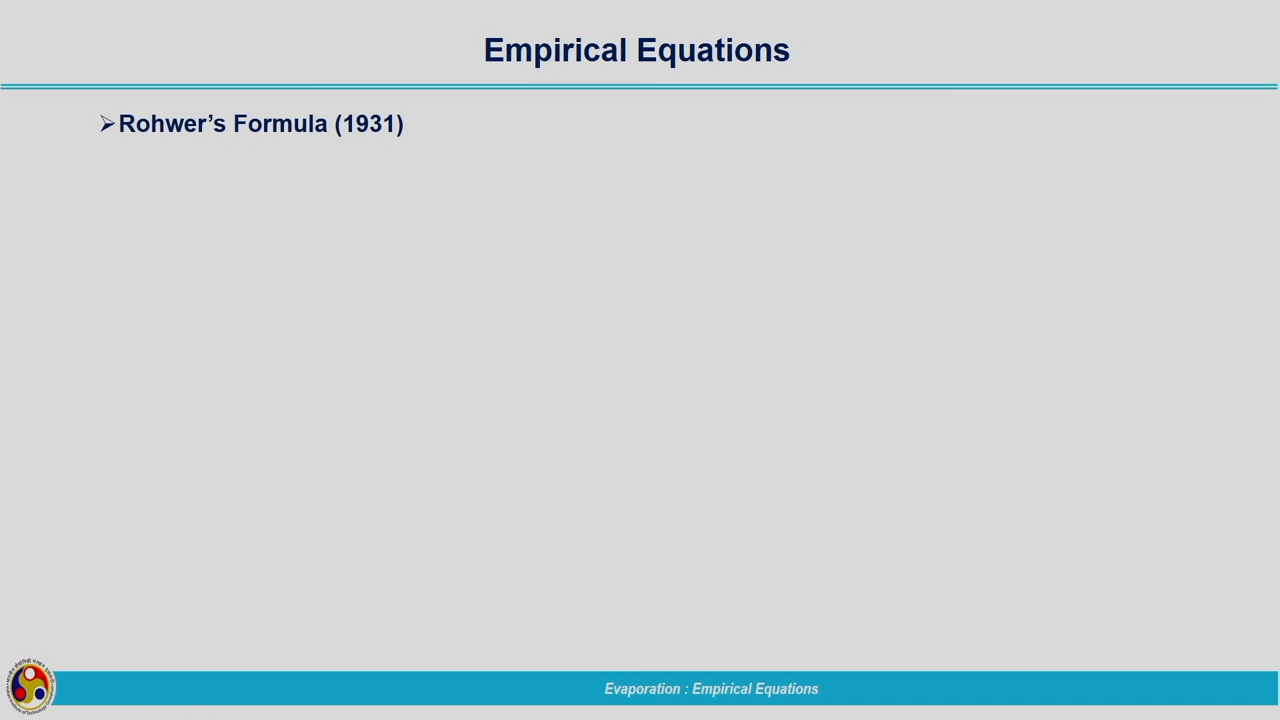 Empirical Equations
➢Rohwer’s Formula (1931)
Evaporation : Empirical Equations